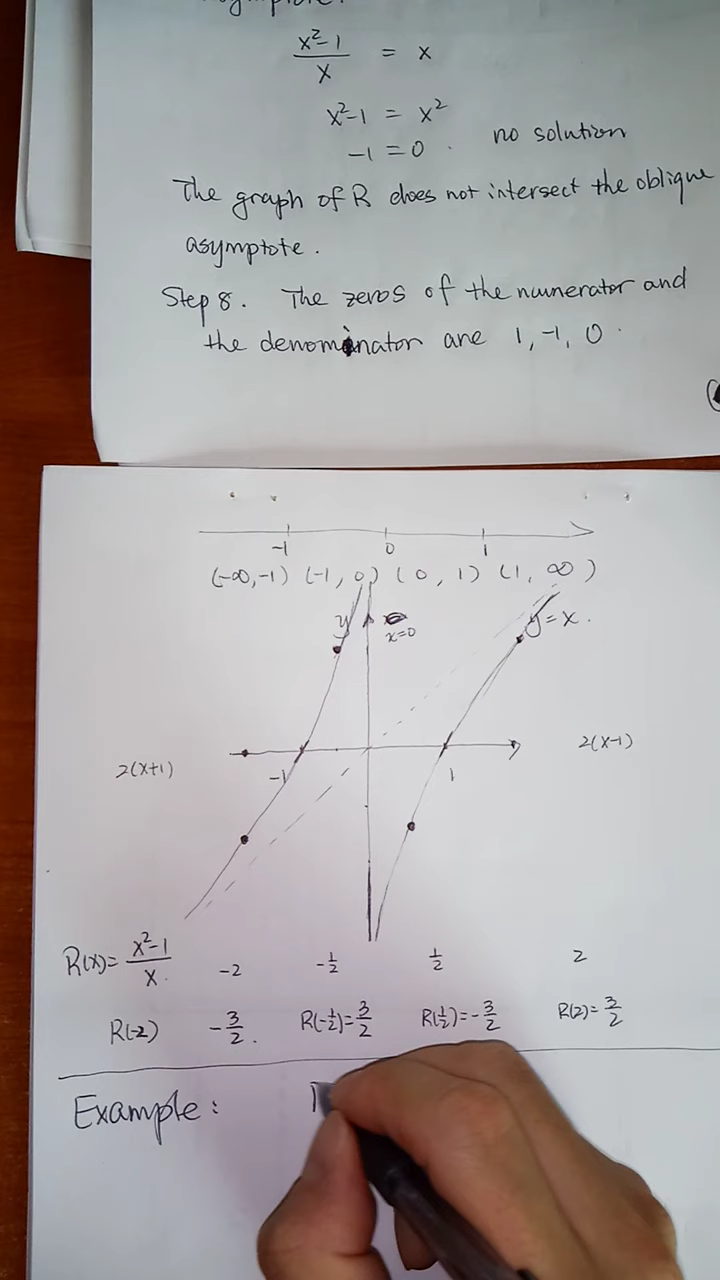 x²-1 / x = x
x²-1 = x²
-1 = 0. no solution
The graph of R does not intersect the oblique
asymptote.
Step 8. The zeros of the numerator and
the denominator are 1, -1, 0.
-1 0 1
(-∞,-1) (-1, 0) (0, 1) (1, ∞)
y x=0 y=x.
2(x+1) -1 1 2(x-1)
R(x)= x²-1 / x. -2 -1/2 1/2 2
R(-2) -3/2. R(-1/2)=3/2 R(1/2)=-3/2 R(2)=3/2
Example: